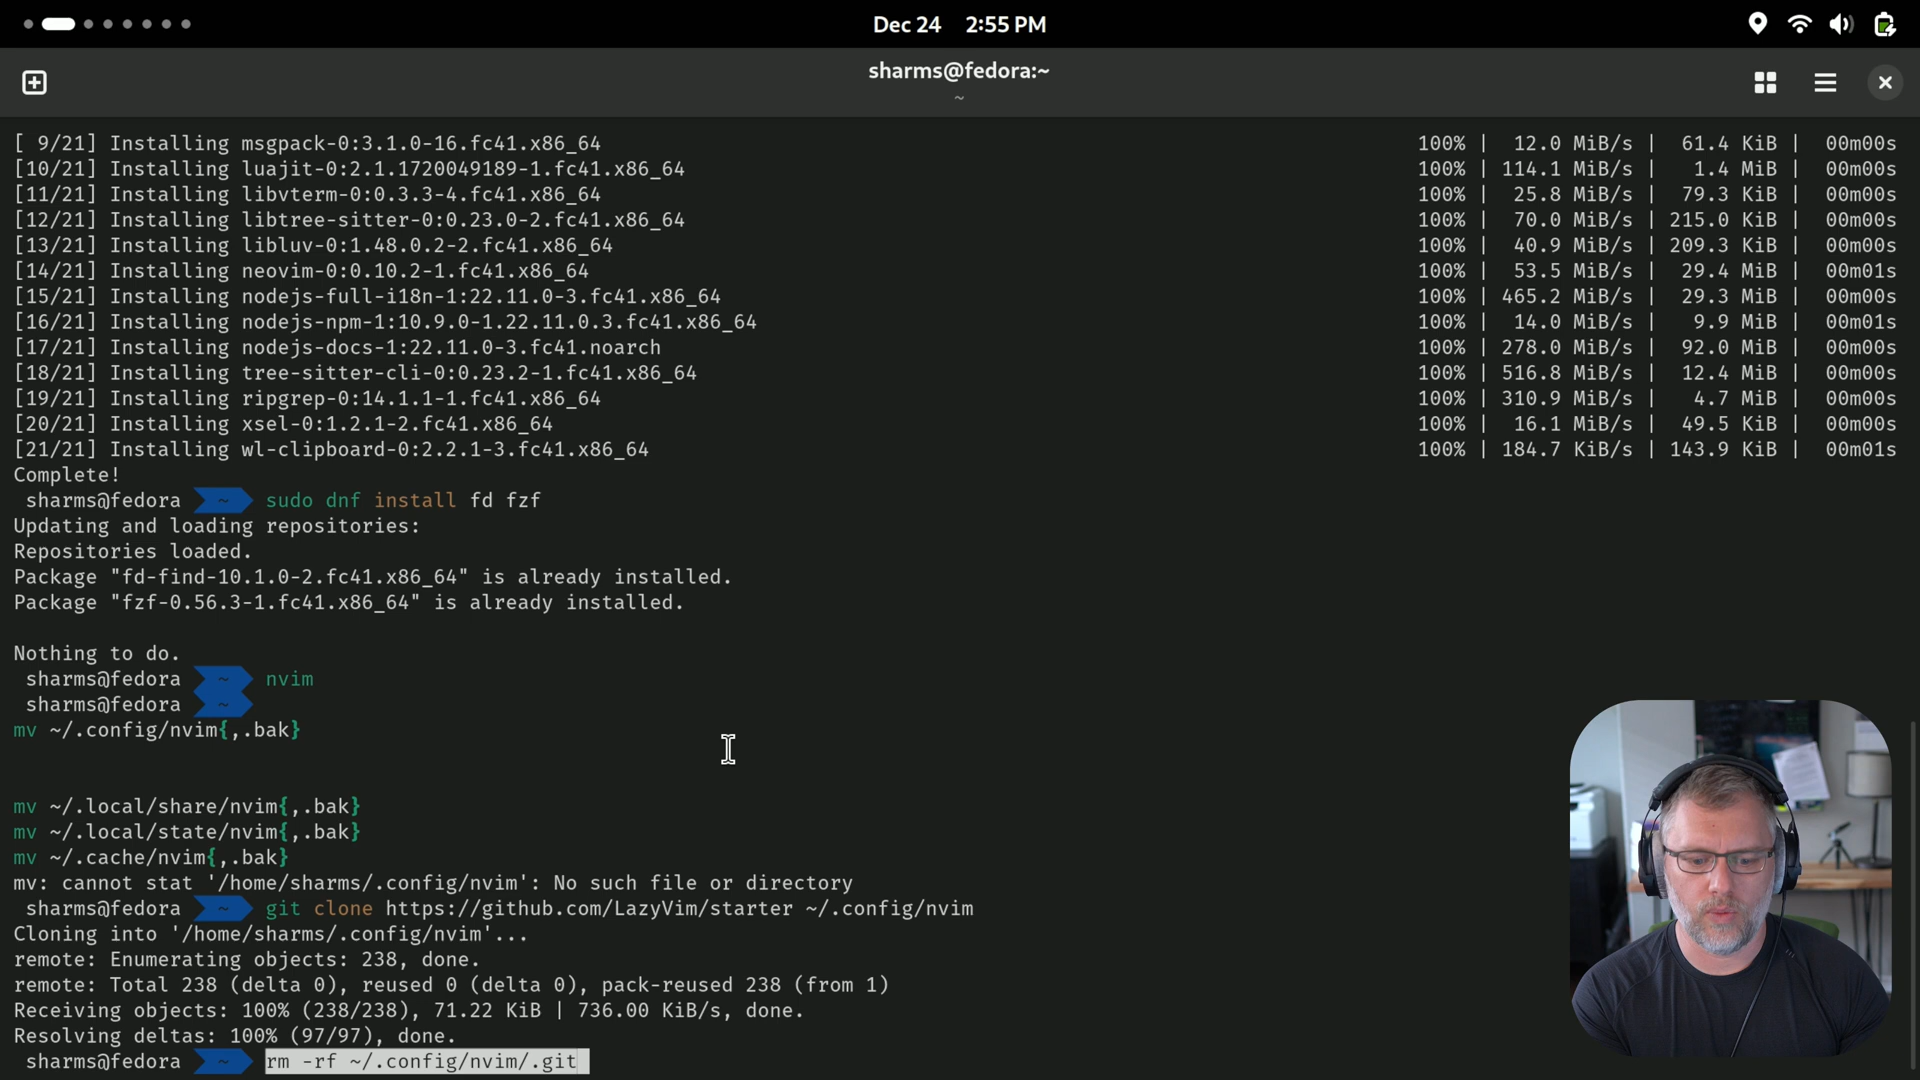 Dec 24 2:55 PM
sharms@fedora:~
~
[ 9/21] Installing msgpack-0:3.1.0-16.fc41.x86_64 100% | 12.0 MiB/s | 61.4 KiB | 00m00s
[10/21] Installing luajit-0:2.1.1720049189-1.fc41.x86_64 100% | 114.1 MiB/s | 1.4 MiB | 00m00s
[11/21] Installing libvterm-0:0.3.3-4.fc41.x86_64 100% | 25.8 MiB/s | 79.3 KiB | 00m00s
[12/21] Installing libtree-sitter-0:0.23.0-2.fc41.x86_64 100% | 70.0 MiB/s | 215.0 KiB | 00m00s
[13/21] Installing libluv-0:1.48.0.2-2.fc41.x86_64 100% | 40.9 MiB/s | 209.3 KiB | 00m00s
[14/21] Installing neovim-0:0.10.2-1.fc41.x86_64 100% | 53.5 MiB/s | 29.4 MiB | 00m01s
[15/21] Installing nodejs-full-i18n-1:22.11.0-3.fc41.x86_64 100% | 465.2 MiB/s | 29.3 MiB | 00m00s
[16/21] Installing nodejs-npm-1:10.9.0-1.22.11.0.3.fc41.x86_64 100% | 14.0 MiB/s | 9.9 MiB | 00m01s
[17/21] Installing nodejs-docs-1:22.11.0-3.fc41.noarch 100% | 278.0 MiB/s | 92.0 MiB | 00m00s
[18/21] Installing tree-sitter-cli-0:0.23.2-1.fc41.x86_64 100% | 516.8 MiB/s | 12.4 MiB | 00m00s
[19/21] Installing ripgrep-0:14.1.1-1.fc41.x86_64 100% | 310.9 MiB/s | 4.7 MiB | 00m00s
[20/21] Installing xsel-0:1.2.1-2.fc41.x86_64 100% | 16.1 MiB/s | 49.5 KiB | 00m00s
[21/21] Installing wl-clipboard-0:2.2.1-3.fc41.x86_64 100% | 184.7 KiB/s | 143.9 KiB | 00m01s
Complete!
sharms@fedora ~ sudo dnf install fd fzf
Updating and loading repositories:
Repositories loaded.
Package "fd-find-10.1.0-2.fc41.x86_64" is already installed.
Package "fzf-0.56.3-1.fc41.x86_64" is already installed.
Nothing to do.
sharms@fedora ~ nvim
sharms@fedora ~
mv ~/.config/nvim{,.bak}
mv ~/.local/share/nvim{,.bak}
mv ~/.local/state/nvim{,.bak}
mv ~/.cache/nvim{,.bak}
mv: cannot stat '/home/sharms/.config/nvim': No such file or directory
sharms@fedora ~ git clone https://github.com/LazyVim/starter ~/.config/nvim
Cloning into '/home/sharms/.config/nvim'...
remote: Enumerating objects: 238, done.
remote: Total 238 (delta 0), reused 0 (delta 0), pack-reused 238 (from 1)
Receiving objects: 100% (238/238), 71.22 KiB | 736.00 KiB/s, done.
Resolving deltas: 100% (97/97), done.
sharms@fedora ~ rm -rf ~/.config/nvim/.git